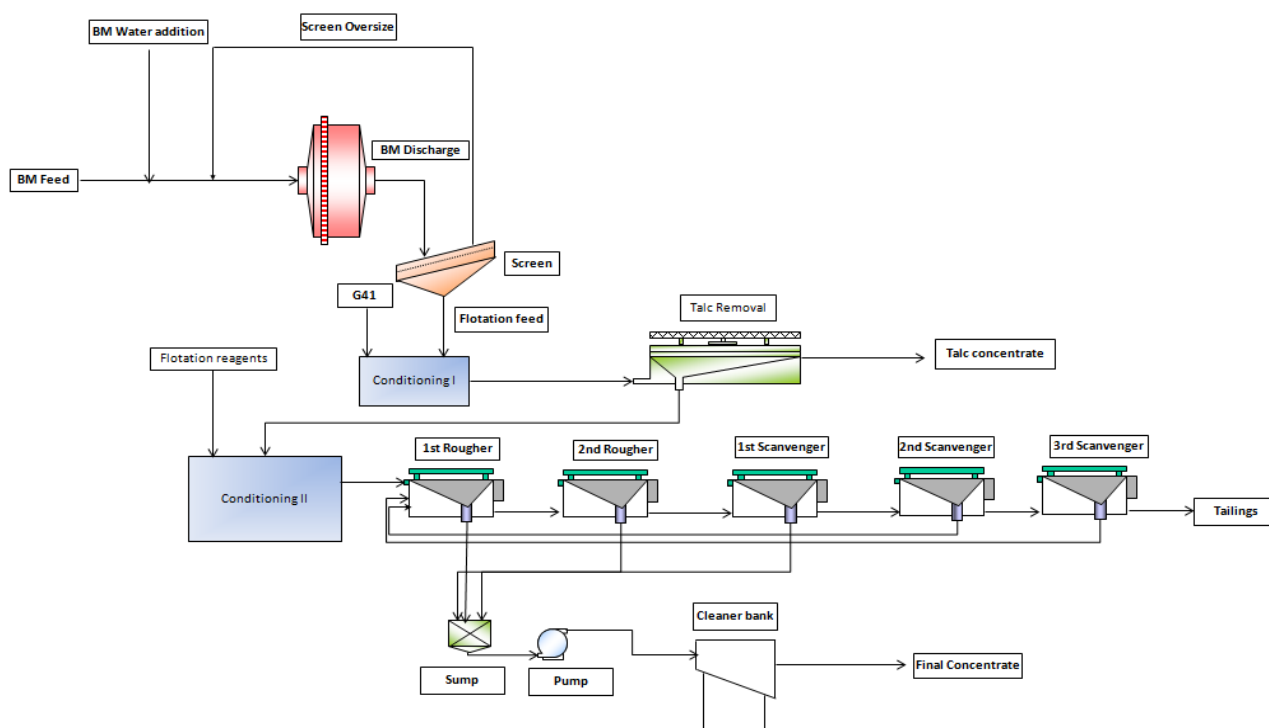 BM Water addition
Screen Oversize
BM Discharge
BM Feed
Screen
G41
Flotation feed
Talc Removal
Talc concentrate
Flotation reagents
Conditioning I
1st Rougher
2nd Rougher
1st Scanvenger
2nd Scanvenger
3rd Scanvenger
Conditioning II
Tailings
Cleaner bank
Final Concentrate
Sump
Pump